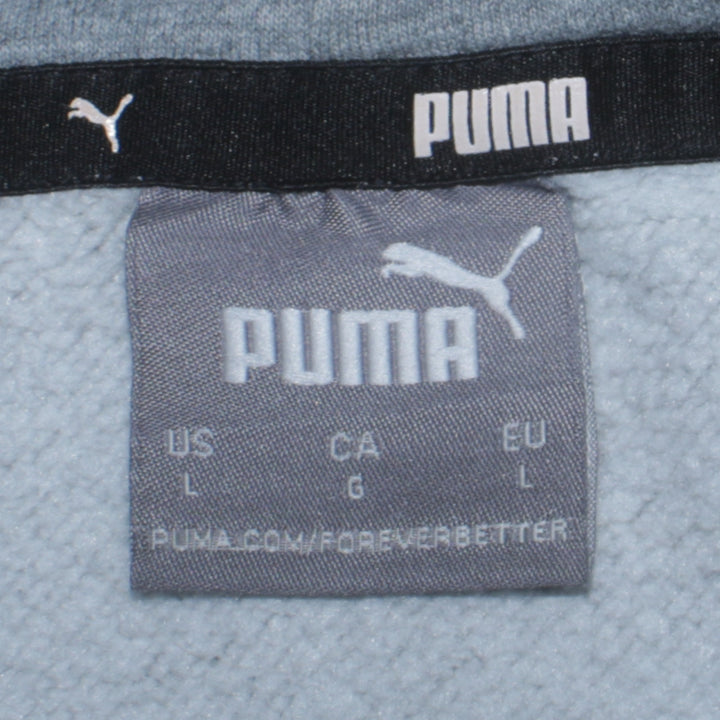 PUMA
PUMA
US CA EU
L G L
PUMA.COM/FOREVERBETTER